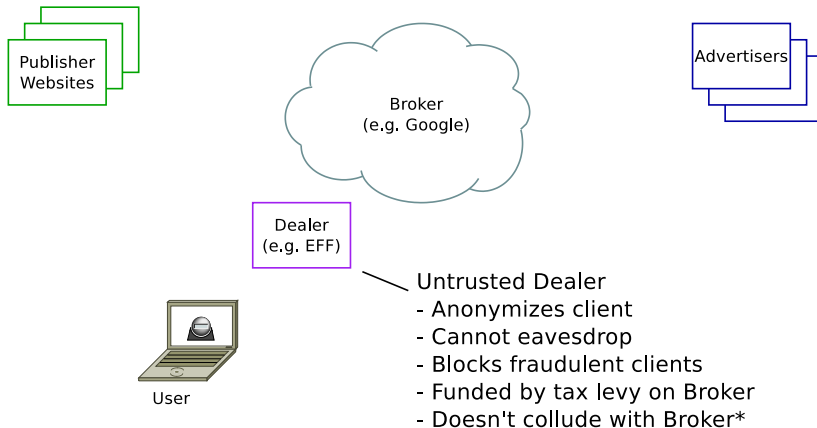 Publisher
Websites
Broker
(e.g. Google)
Advertisers
Dealer
(e.g. EFF)
Untrusted Dealer
- Anonymizes client
- Cannot eavesdrop
- Blocks fraudulent clients
- Funded by tax levy on Broker
- Doesn't collude with Broker*
User